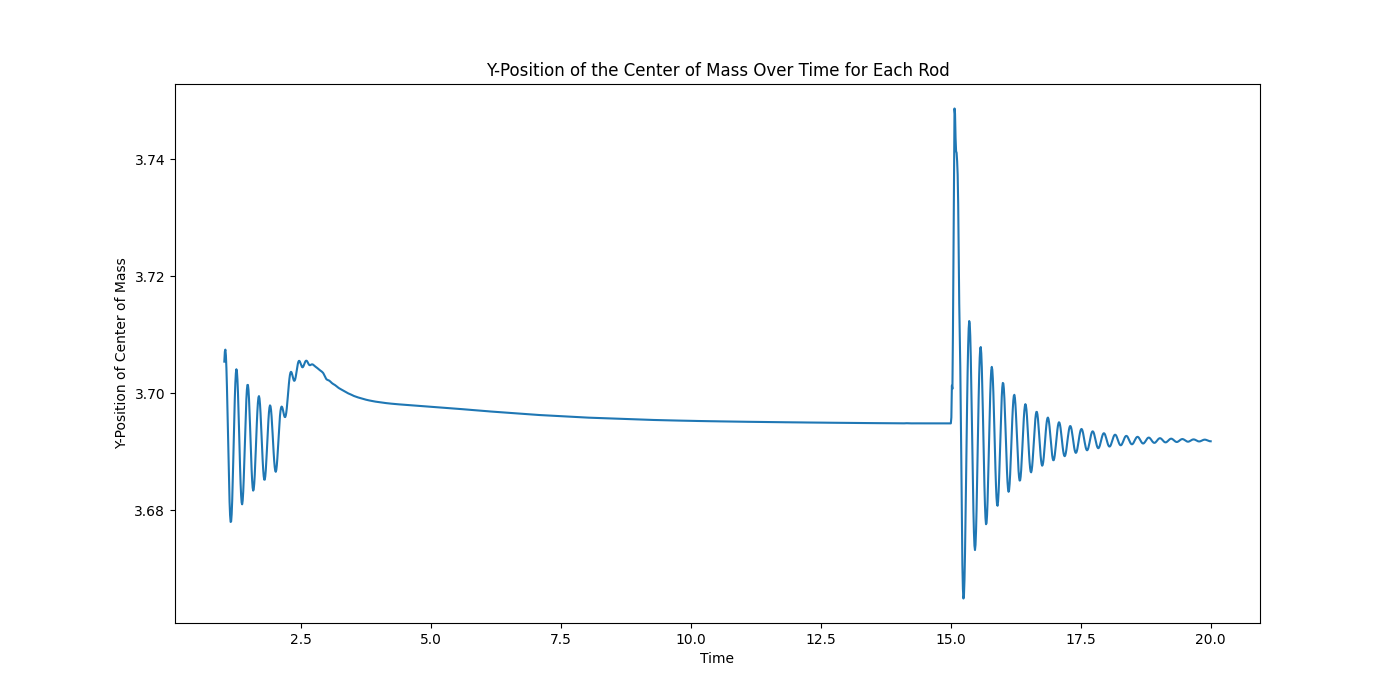 Y-Position of the Center of Mass Over Time for Each Rod
Y-Position of Center of Mass
3.74
3.72
3.70
3.68
2.5 5.0 7.5 10.0 12.5 15.0 17.5 20.0
Time